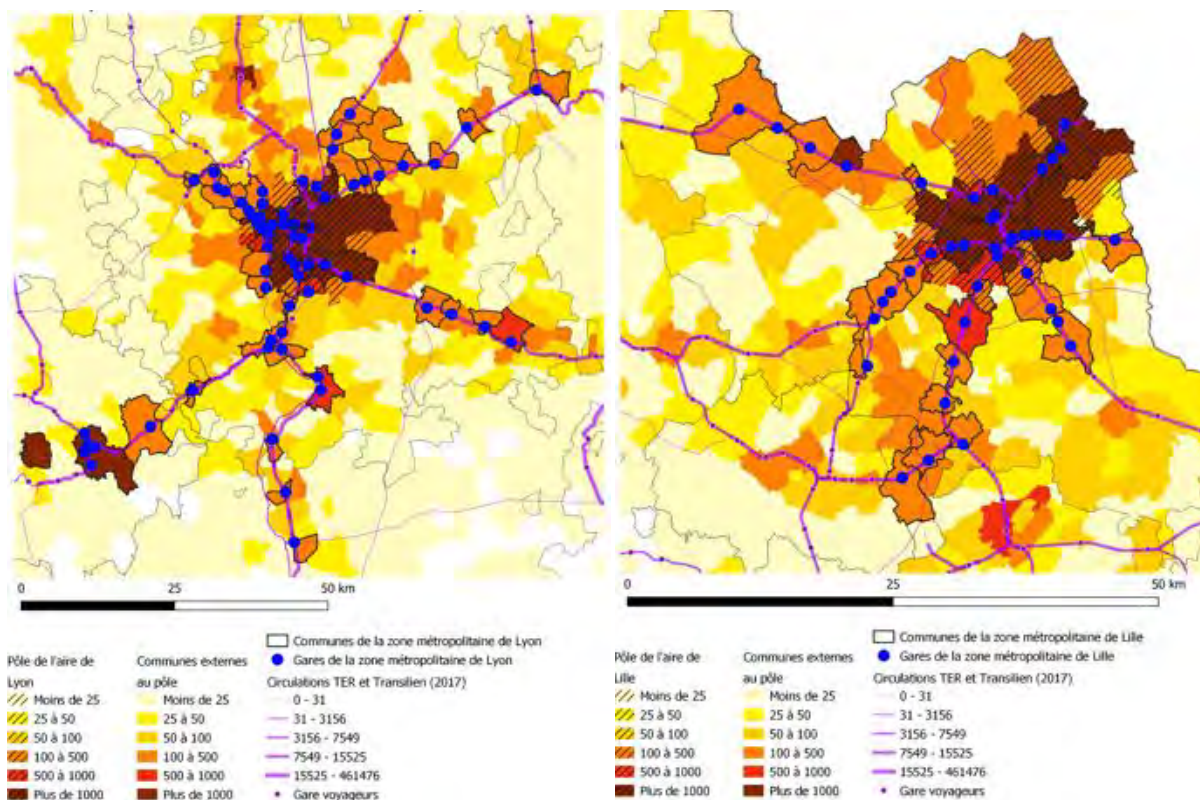 0 25 50 km
Pôle de l'aire de
Lyon
Moins de 25
25 à 50
50 à 100
100 à 500
500 à 1000
Plus de 1000
Communes externes
au pôle
Moins de 25
25 à 50
50 à 100
100 à 500
500 à 1000
Plus de 1000
Communes de la zone métropolitaine de Lyon
Gares de la zone métropolitaine de Lyon
Circulations TER et Transilien (2017)
0 - 31
31 - 3156
3156 - 7549
7549 - 15525
15525 - 461476
Gare voyageurs
0 25 50 km
Pôle de l'aire de
Lille
Moins de 25
25 à 50
50 à 100
100 à 500
500 à 1000
Plus de 1000
Communes externes
au pôle
Moins de 25
25 à 50
50 à 100
100 à 500
500 à 1000
Plus de 1000
Communes de la zone métropolitaine de Lille
Gares de la zone métropolitaine de Lille
Circulations TER et Transilien (2017)
0 - 31
31 - 3156
3156 - 7549
7549 - 15525
15525 - 461476
Gare voyageurs